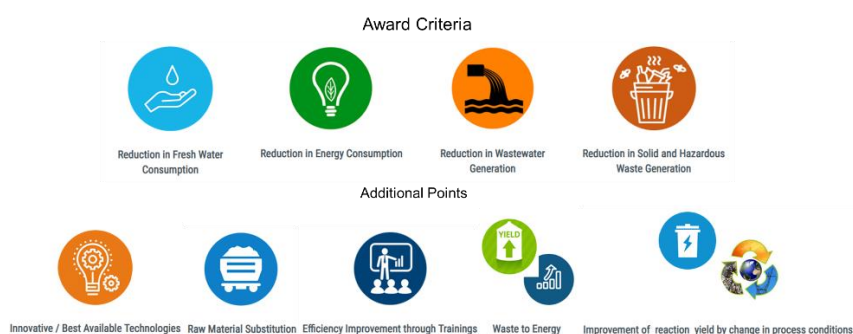 Award Criteria
Reduction in Fresh Water
Consumption
Reduction in Energy Consumption
Reduction in Wastewater
Generation
Reduction in Solid and Hazardous
Waste Generation
Additional Points
YIELD
Innovative / Best Available Technologies
Raw Material Substitution
Efficiency Improvement through Trainings
Waste to Energy
Improvement of reaction yield by change in process conditions